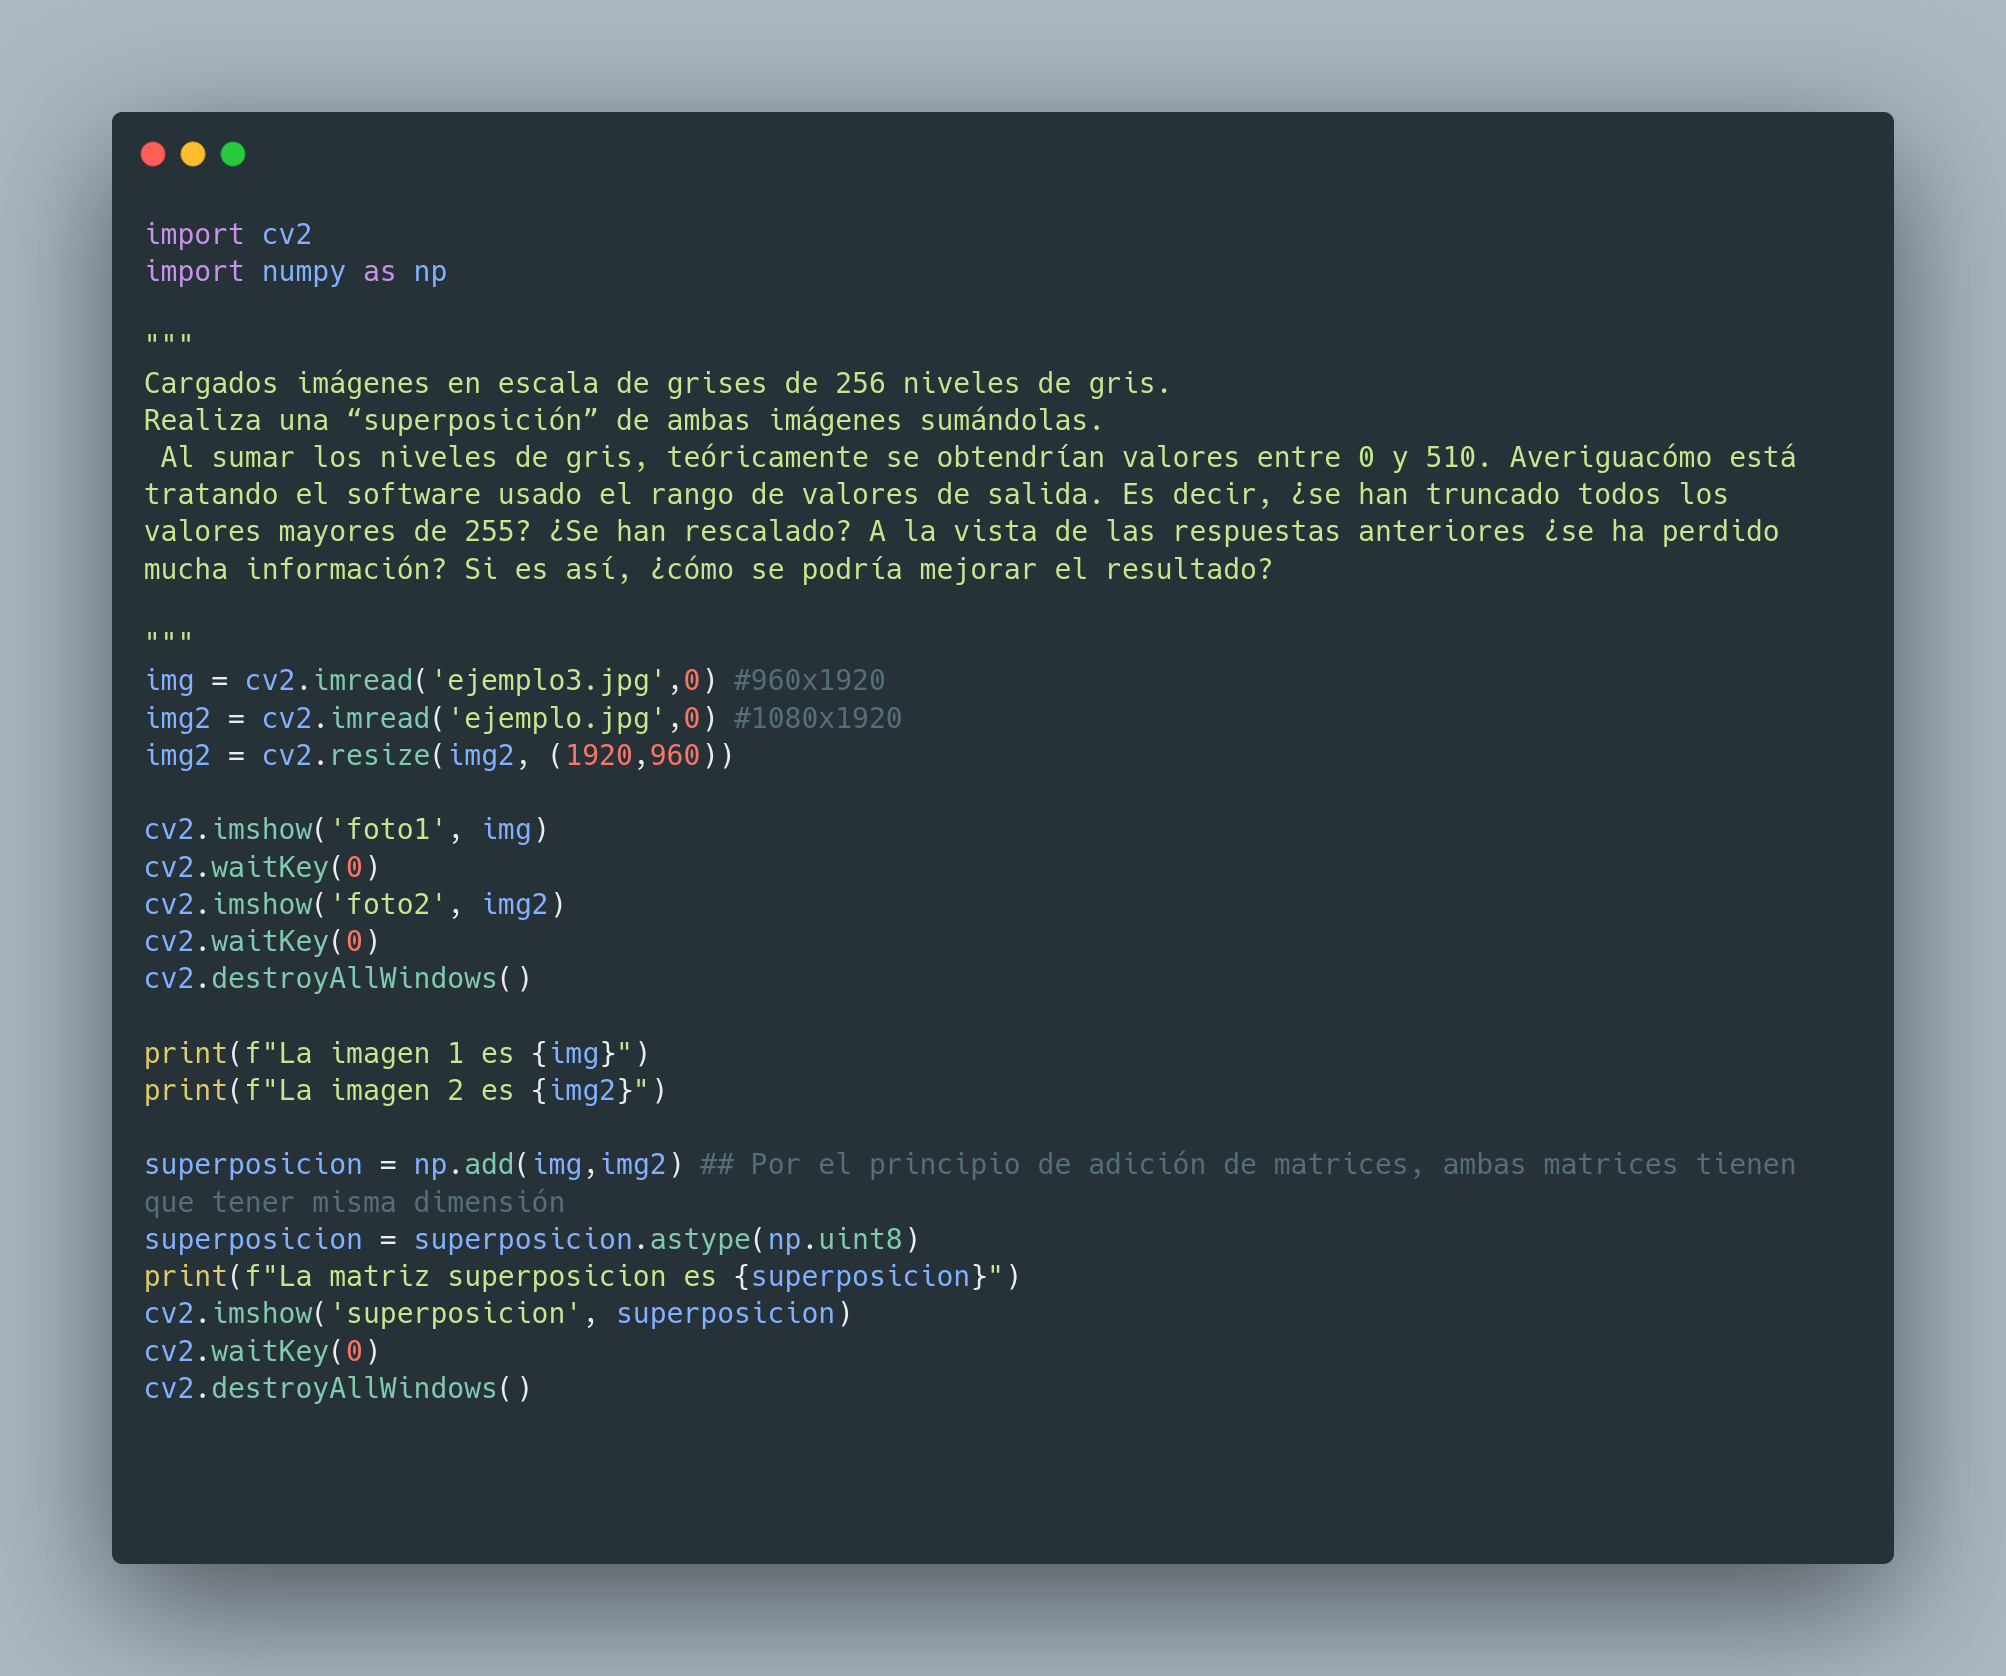 import cv2
import numpy as np
"""
Cargados imágenes en escala de grises de 256 niveles de gris.
Realiza una “superposición” de ambas imágenes sumándolas.
 Al sumar los niveles de gris, teóricamente se obtendrían valores entre 0 y 510. Averiguacómo está
tratando el software usado el rango de valores de salida. Es decir, ¿se han truncado todos los
valores mayores de 255? ¿Se han rescalado? A la vista de las respuestas anteriores ¿se ha perdido
mucha información? Si es así, ¿cómo se podría mejorar el resultado?
"""
img = cv2.imread('ejemplo3.jpg',0) #960x1920
img2 = cv2.imread('ejemplo.jpg',0) #1080x1920
img2 = cv2.resize(img2, (1920,960))
cv2.imshow('foto1', img)
cv2.waitKey(0)
cv2.imshow('foto2', img2)
cv2.waitKey(0)
cv2.destroyAllWindows()
print(f"La imagen 1 es {img}")
print(f"La imagen 2 es {img2}")
superposicion = np.add(img,img2) ## Por el principio de adición de matrices, ambas matrices tienen
que tener misma dimensión
superposicion = superposicion.astype(np.uint8)
print(f"La matriz superposicion es {superposicion}")
cv2.imshow('superposicion', superposicion)
cv2.waitKey(0)
cv2.destroyAllWindows()